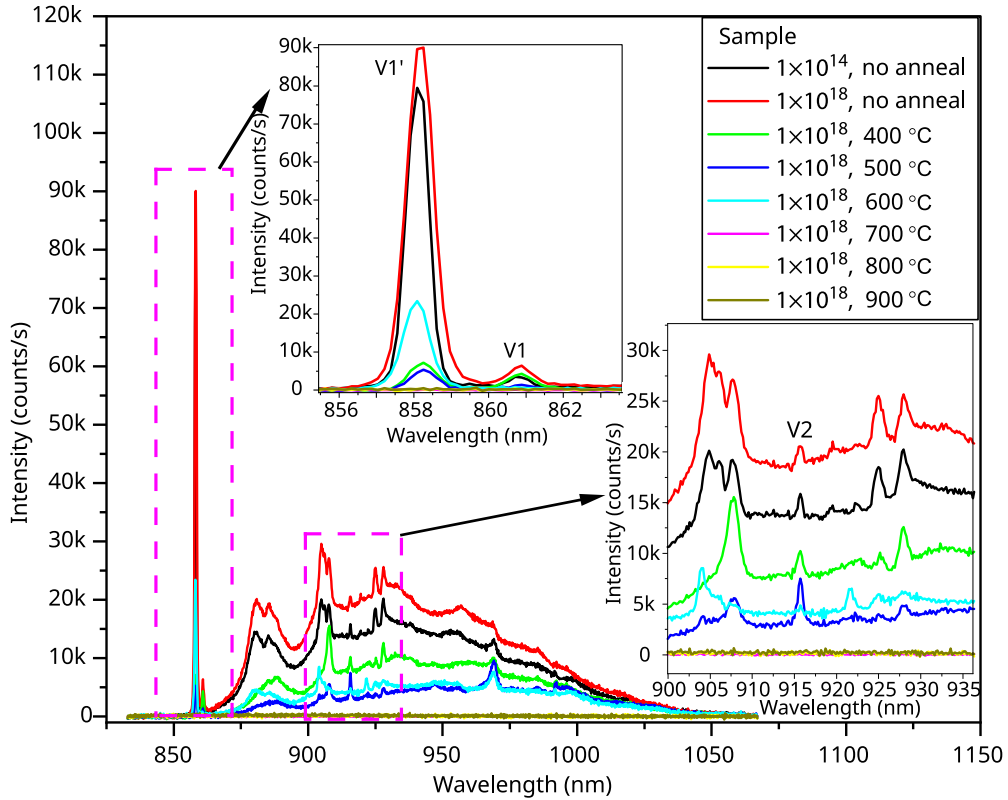 120k
110k
100k
90k
80k
70k
60k
50k
40k
30k
20k
10k
0
Intensity (counts/s)
850
900
950
1000
1050
1100
1150
Wavelength (nm)
90k
80k
70k
60k
50k
40k
30k
20k
10k
0
Intensity (counts/s)
V1'
V1
856
858
860
862
Wavelength (nm)
Sample
1×10¹⁴, no anneal
1×10¹⁸, no anneal
1×10¹⁸, 400 °C
1×10¹⁸, 500 °C
1×10¹⁸, 600 °C
1×10¹⁸, 700 °C
1×10¹⁸, 800 °C
1×10¹⁸, 900 °C
30k
25k
20k
15k
10k
5k
0
Intensity (counts/s)
V2
900
905
910
915
920
925
930
935
Wavelength (nm)